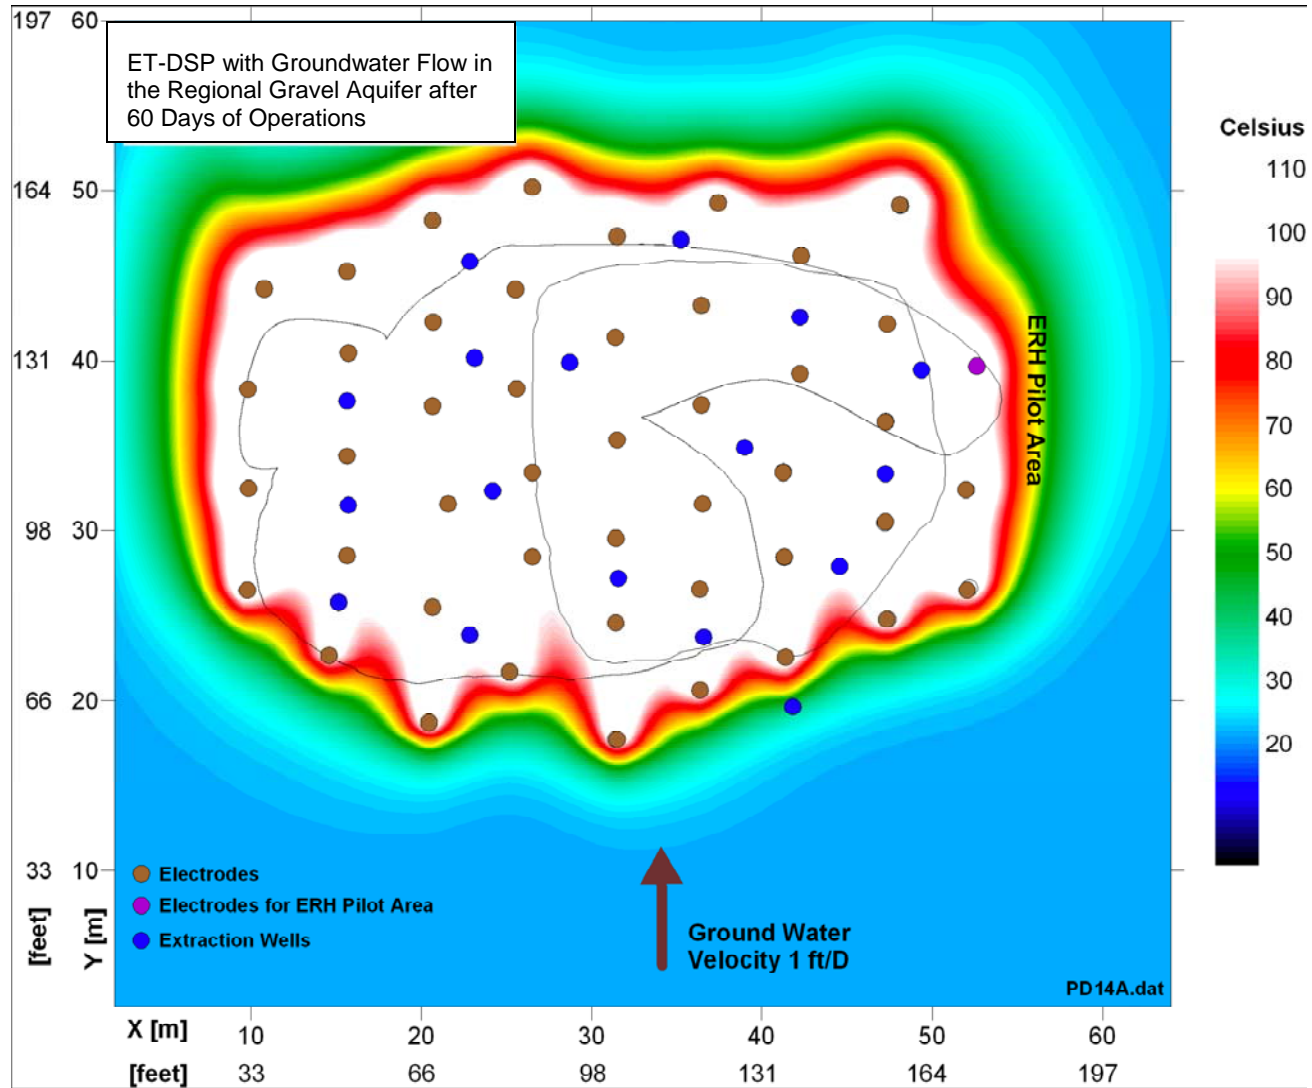 197 60
ET-DSP with Groundwater Flow in
the Regional Gravel Aquifer after
60 Days of Operations
Celsius
110
164 50
100
90
ERH Pilot Area
131 40
80
70
60
98 30
50
40
66 20
30
20
33 10
Electrodes
Electrodes for ERH Pilot Area
Extraction Wells
[feet]
Y [m]
Ground Water
Velocity 1 ft/D
PD14A.dat
X [m] 10 20 30 40 50 60
[feet] 33 66 98 131 164 197